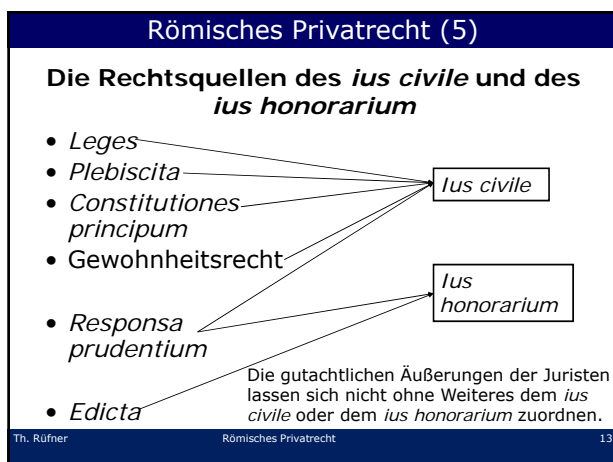 Römisches Privatrecht (5)
Die Rechtsquellen des ius civile und des
ius honorarium
• Leges
• Plebiscita
• Constitutiones
principum
• Gewohnheitsrecht
• Responsa
prudentium
• Edicta
Ius civile
Ius
honorarium
Die gutachtlichen Äußerungen der Juristen
lassen sich nicht ohne Weiteres dem ius
civile oder dem ius honorarium zuordnen.
Th. Rüfner Römisches Privatrecht 13